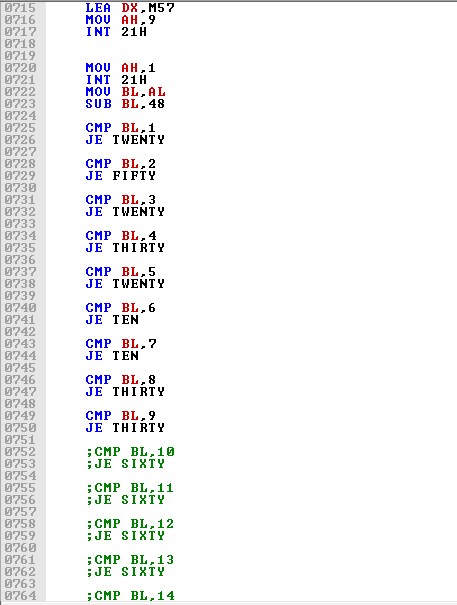 0715 LEA DX,M57
0716 MOV AH,9
0717 INT 21H
0718
0719
0720 MOV AH,1
0721 INT 21H
0722 MOV BL,AL
0723 SUB BL,48
0724
0725 CMP BL,1
0726 JE TWENTY
0727
0728 CMP BL,2
0729 JE FIFTY
0730
0731 CMP BL,3
0732 JE TWENTY
0733
0734 CMP BL,4
0735 JE THIRTY
0736
0737 CMP BL,5
0738 JE TWENTY
0739
0740 CMP BL,6
0741 JE TEN
0742
0743 CMP BL,7
0744 JE TEN
0745
0746 CMP BL,8
0747 JE THIRTY
0748
0749 CMP BL,9
0750 JE THIRTY
0751
0752 ;CMP BL,10
0753 ;JE SIXTY
0754
0755 ;CMP BL,11
0756 ;JE SIXTY
0757
0758 ;CMP BL,12
0759 ;JE SIXTY
0760
0761 ;CMP BL,13
0762 ;JE SIXTY
0763
0764 ;CMP BL,14